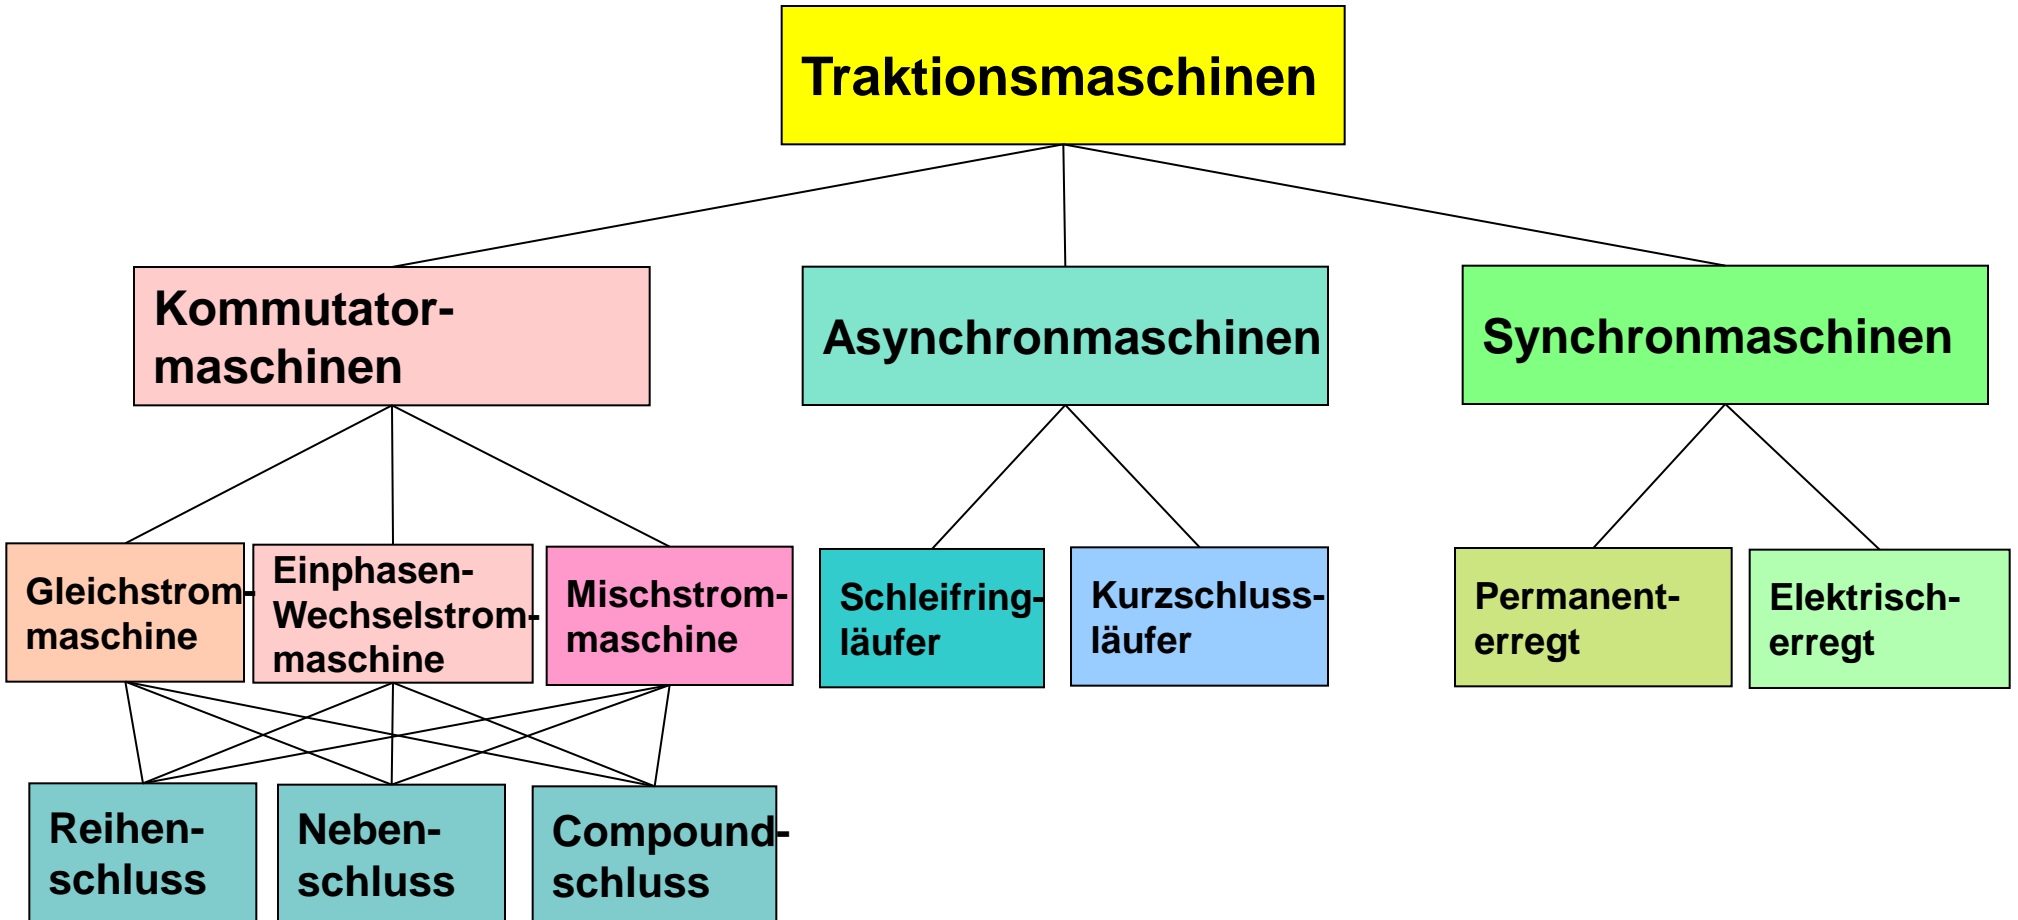 Traktionsmaschinen
Kommutator-
maschinen
Asynchronmaschinen
Synchronmaschinen
Gleichstrom-
maschine
Einphasen-
Wechselstrom-
maschine
Mischstrom-
maschine
Schleifring-
läufer
Kurzschluss-
läufer
Permanent-
erregt
Elektrisch-
erregt
Reihen-
schluss
Neben-
schluss
Compound-
schluss